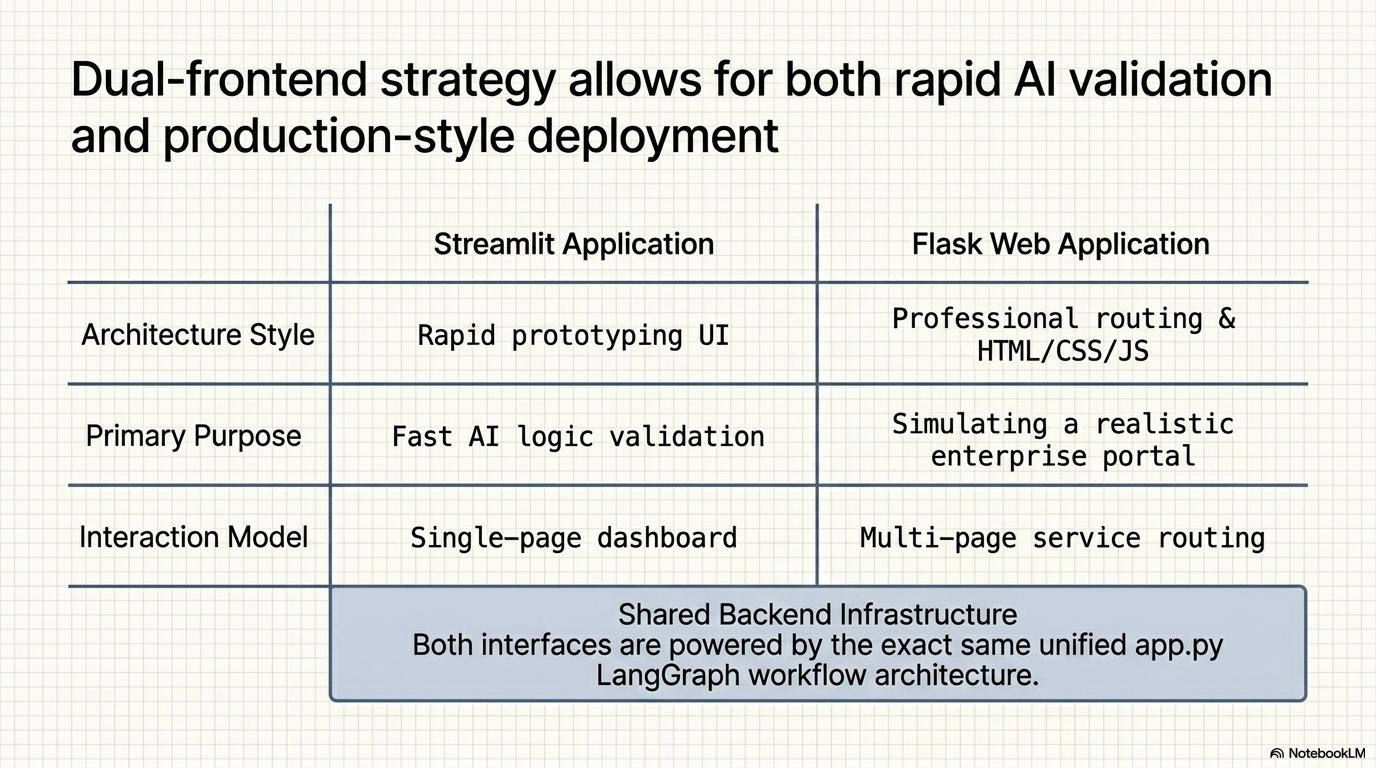 Dual-frontend strategy allows for both rapid AI validation
and production-style deployment
Streamlit Application
Flask Web Application
Architecture Style
Rapid prototyping UI
Professional routing &
HTML/CSS/JS
Primary Purpose
Fast AI logic validation
Simulating a realistic
enterprise portal
Interaction Model
Single-page dashboard
Multi-page service routing
Shared Backend Infrastructure
Both interfaces are powered by the exact same unified app.py
LangGraph workflow architecture.
NotebookLM